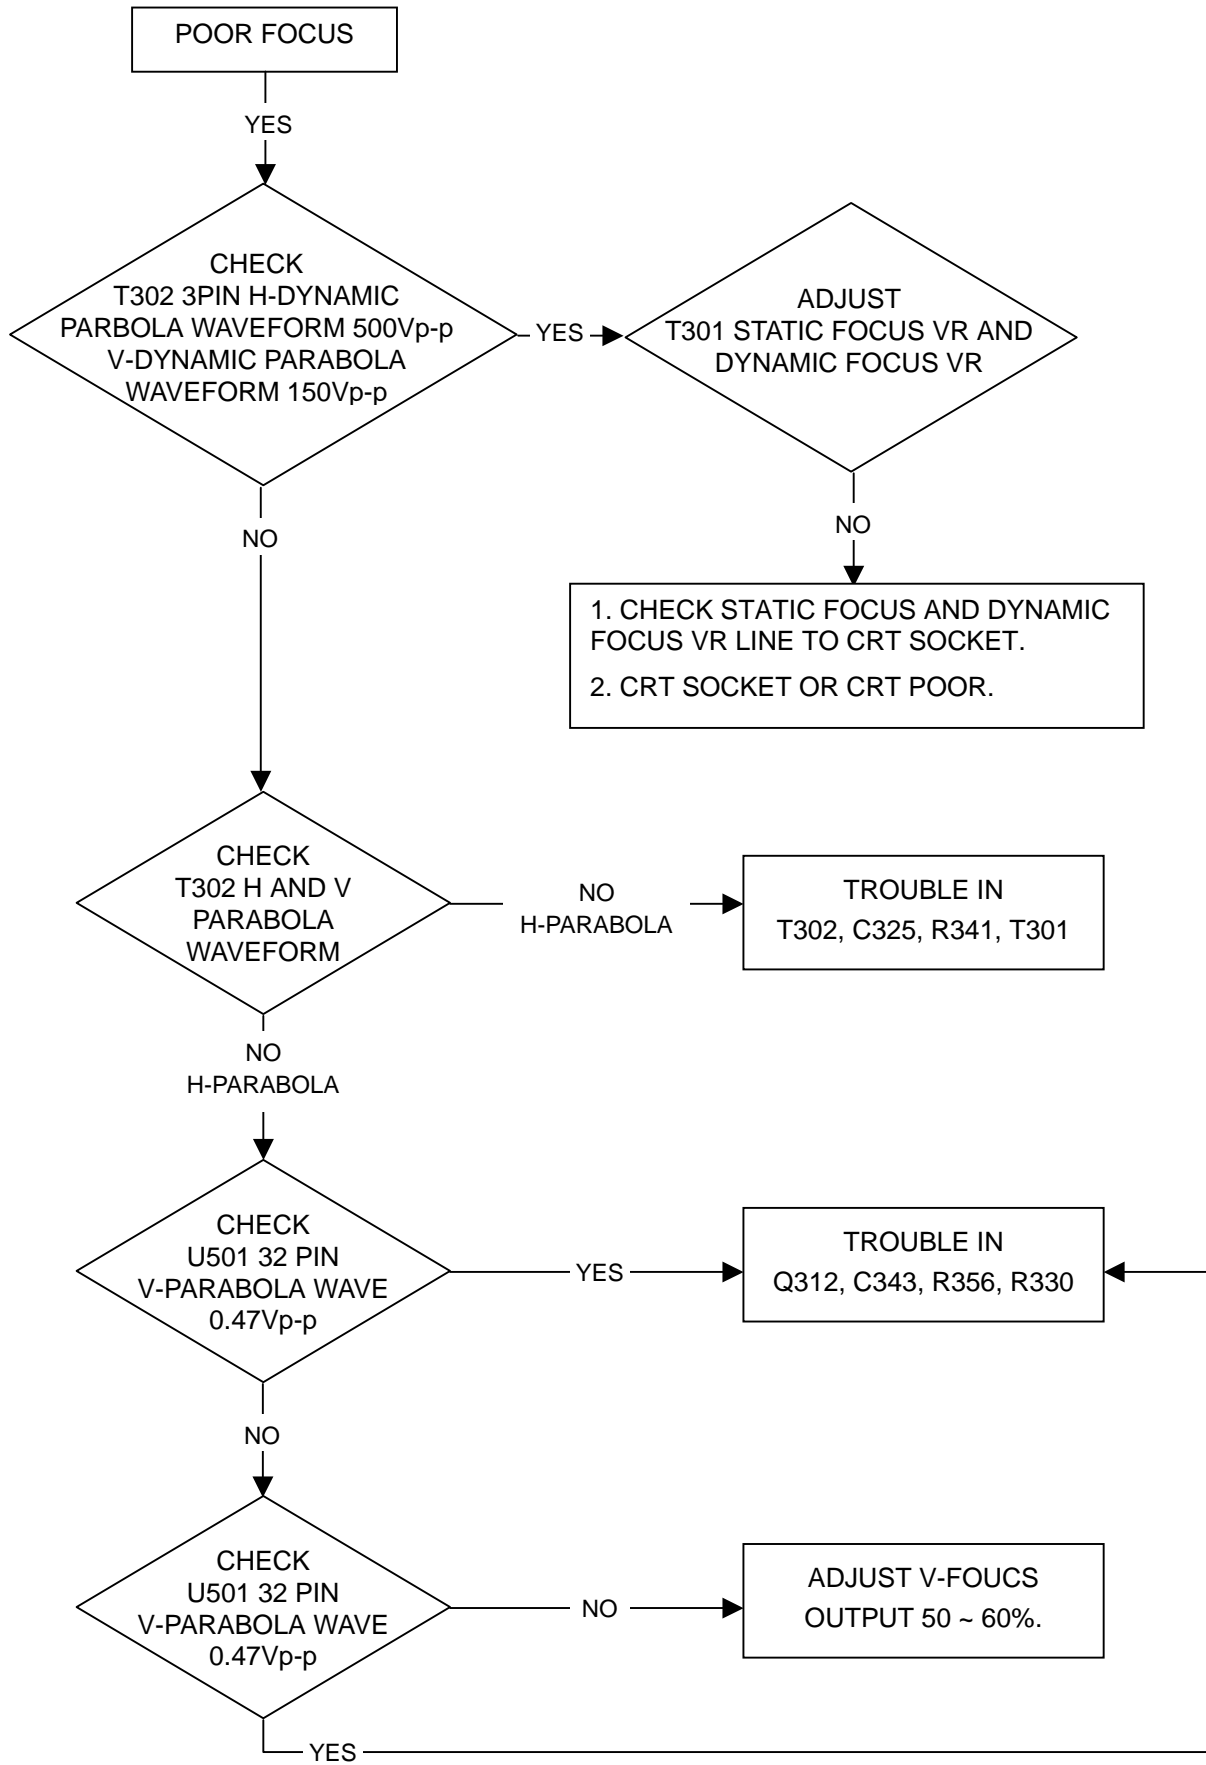 POOR FOCUS
YES
CHECK
T302 3PIN H-DYNAMIC
PARBOLA WAVEFORM 500Vp-p
V-DYNAMIC PARABOLA
WAVEFORM 150Vp-p
YES
ADJUST
T301 STATIC FOCUS VR AND
DYNAMIC FOCUS VR
NO
NO
1. CHECK STATIC FOCUS AND DYNAMIC
FOCUS VR LINE TO CRT SOCKET.
2. CRT SOCKET OR CRT POOR.
CHECK
T302 H AND V
PARABOLA
WAVEFORM
NO
H-PARABOLA
TROUBLE IN
T302, C325, R341, T301
NO
H-PARABOLA
CHECK
U501 32 PIN
V-PARABOLA WAVE
0.47Vp-p
YES
TROUBLE IN
Q312, C343, R356, R330
NO
CHECK
U501 32 PIN
V-PARABOLA WAVE
0.47Vp-p
NO
ADJUST V-FOUCS
OUTPUT 50 ~ 60%.
YES